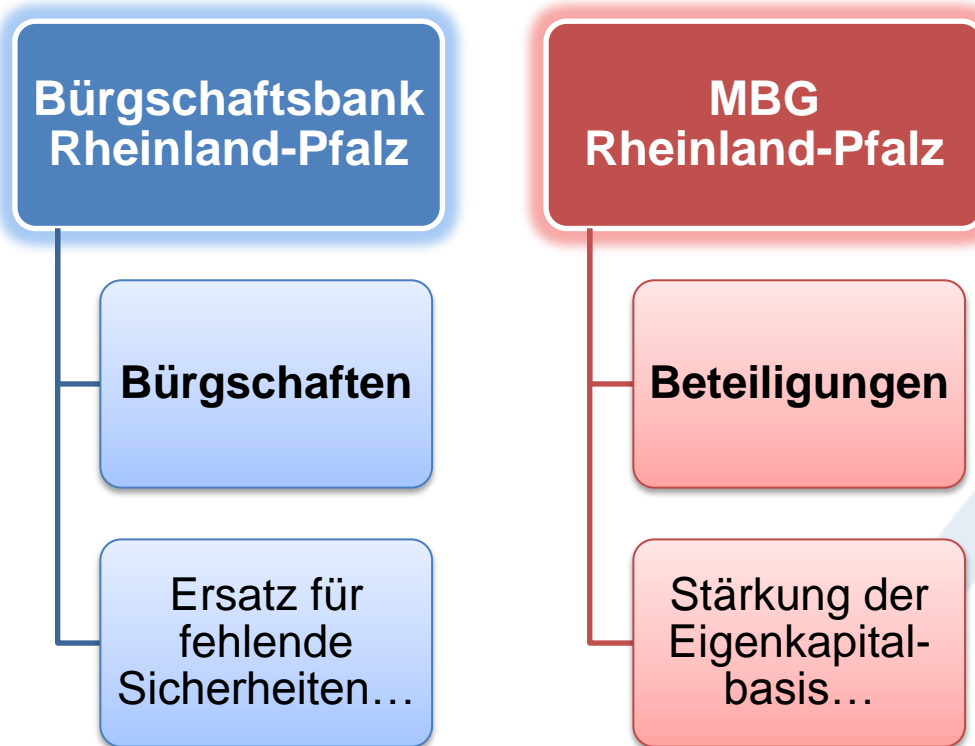 Bürgschaftsbank
Rheinland-Pfalz
Bürgschaften
Ersatz für
fehlende
Sicherheiten…
MBG
Rheinland-Pfalz
Beteiligungen
Stärkung der
Eigenkapital-
basis…